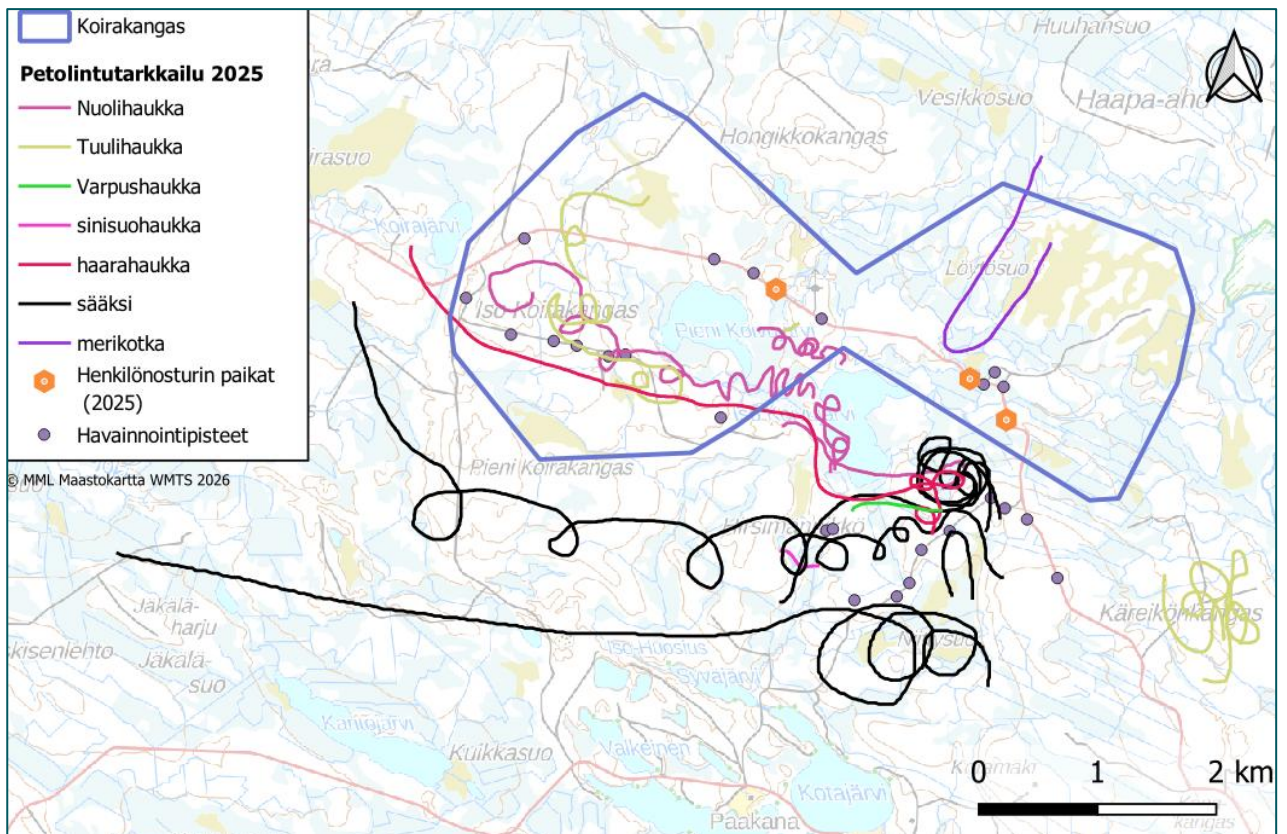 Koirakangas
Petolintutarkkailu 2025
Nuolihaukka
Tuulihaukka
Varpushaukka
sinisuohaukka
haarahaukka
sääksi
merikotka
Henkilönosturin paikat
(2025)
Havainnointipisteet
© MML Maastokartta WMTS 2026
Huuhansuo
Vesikkosuo
Haapa-aho
Hongikkokangas
Koirajärvi
Löytösuo
Iso Koirakangas
Pieni Koirakangas
Käreikönkangas
Jäkälä-
harju
Jäkälä-
suo
Iso-Huostus
Syväjärvi
Valkeinen
Kuikkasuo
Kotajärvi
Paakana
kangas
0 1 2 km